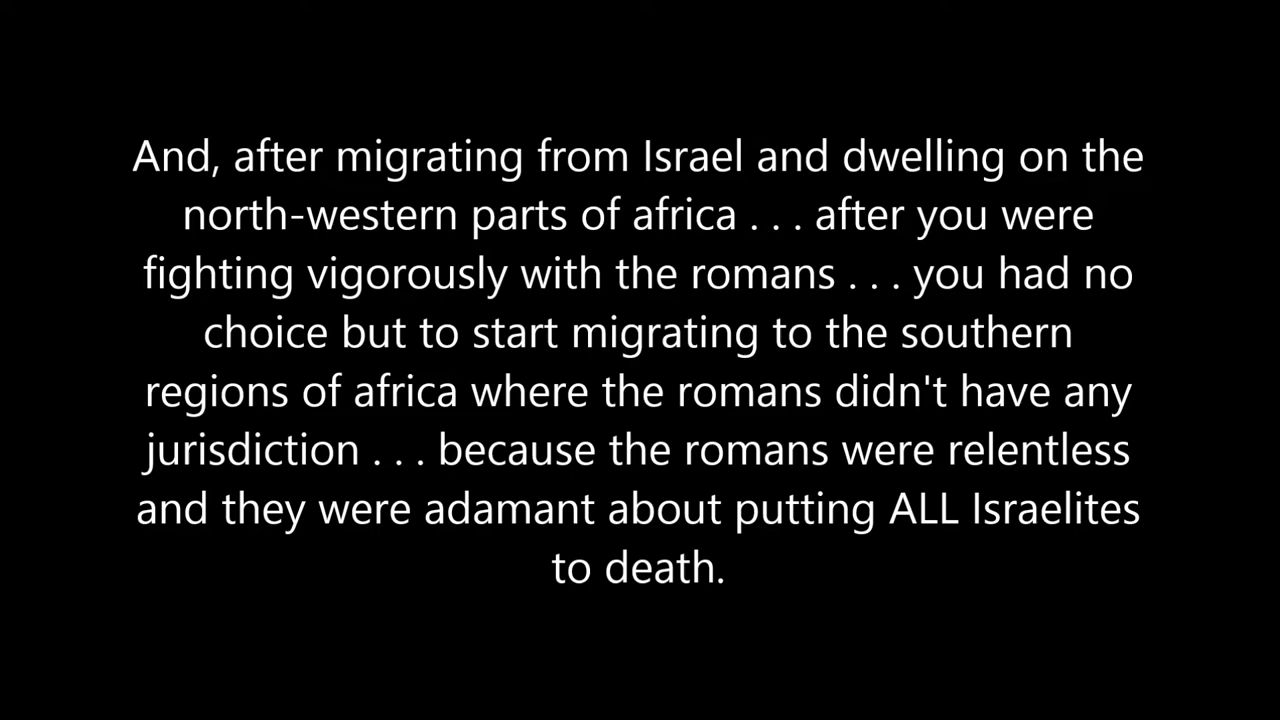 And, after migrating from Israel and dwelling on the
north-western parts of africa . . . after you were
fighting vigorously with the romans . . . you had no
choice but to start migrating to the southern
regions of africa where the romans didn't have any
jurisdiction . . . because the romans were relentless
and they were adamant about putting ALL Israelites
to death.